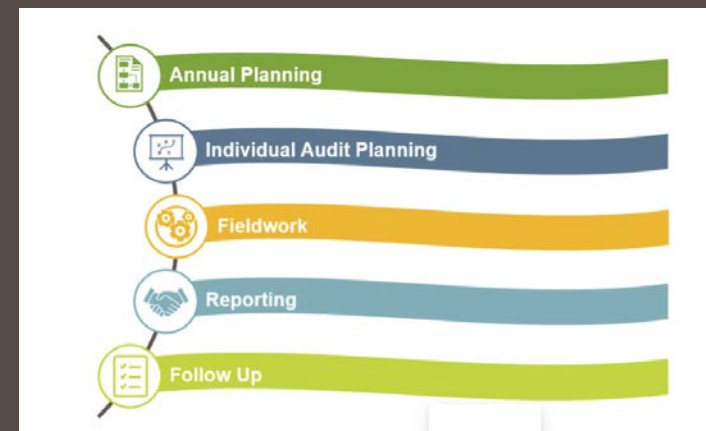 Annual Planning
Individual Audit Planning
Fieldwork
Reporting
Follow Up